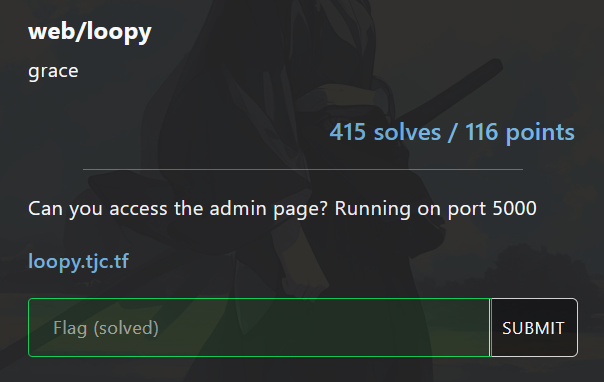 web/loopy
grace
415 solves / 116 points
Can you access the admin page? Running on port 5000
loopy.tjc.tf
Flag (solved)
SUBMIT